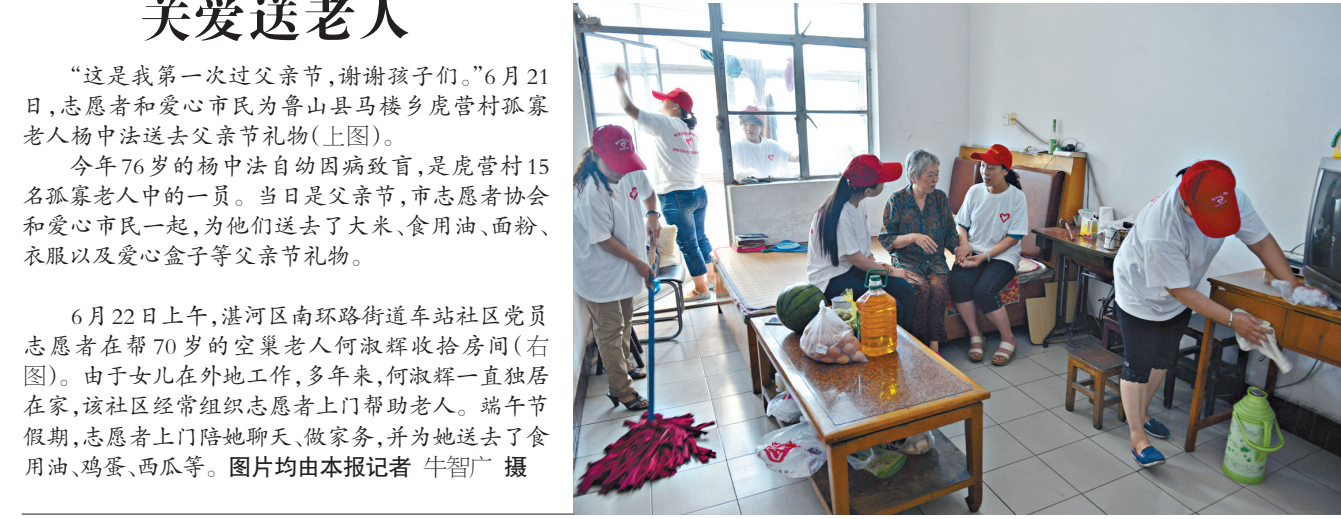 关爱送老人
“这是我第一次过父亲节,谢谢孩子们。”6月21
日,志愿者和爱心市民为鲁山县马楼乡虎营村孤寡
老人杨中法送去父亲节礼物(上图)。
今年76岁的杨中法自幼因病致盲,是虎营村15
名孤寡老人中的一员。当日是父亲节,市志愿者协会
和爱心市民一起,为他们送去了大米、食用油、面粉、
衣服以及爱心盒子等父亲节礼物。
6月22日上午,湛河区南环路街道车站社区党员
志愿者在帮70岁的空巢老人何淑辉收拾房间(右
图)。由于女儿在外地工作,多年来,何淑辉一直独居
在家,该社区经常组织志愿者上门帮助老人。端午节
假期,志愿者上门陪她聊天、做家务,并为她送去了食
用油、鸡蛋、西瓜等。图片均由本报记者 牛智广 摄